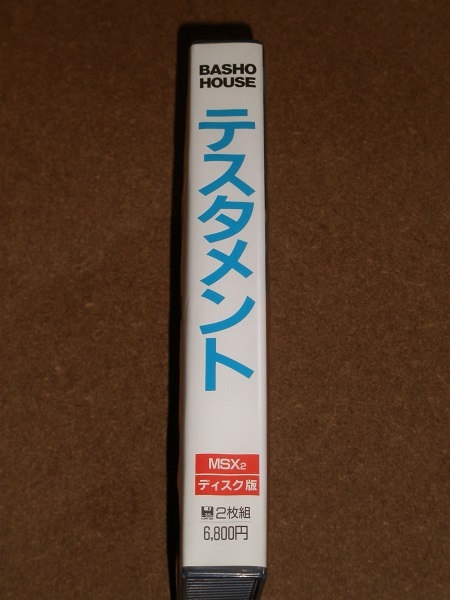 BASHO
HOUSE
テスタメント
MSX2
ディスク版
2枚組
6,800円